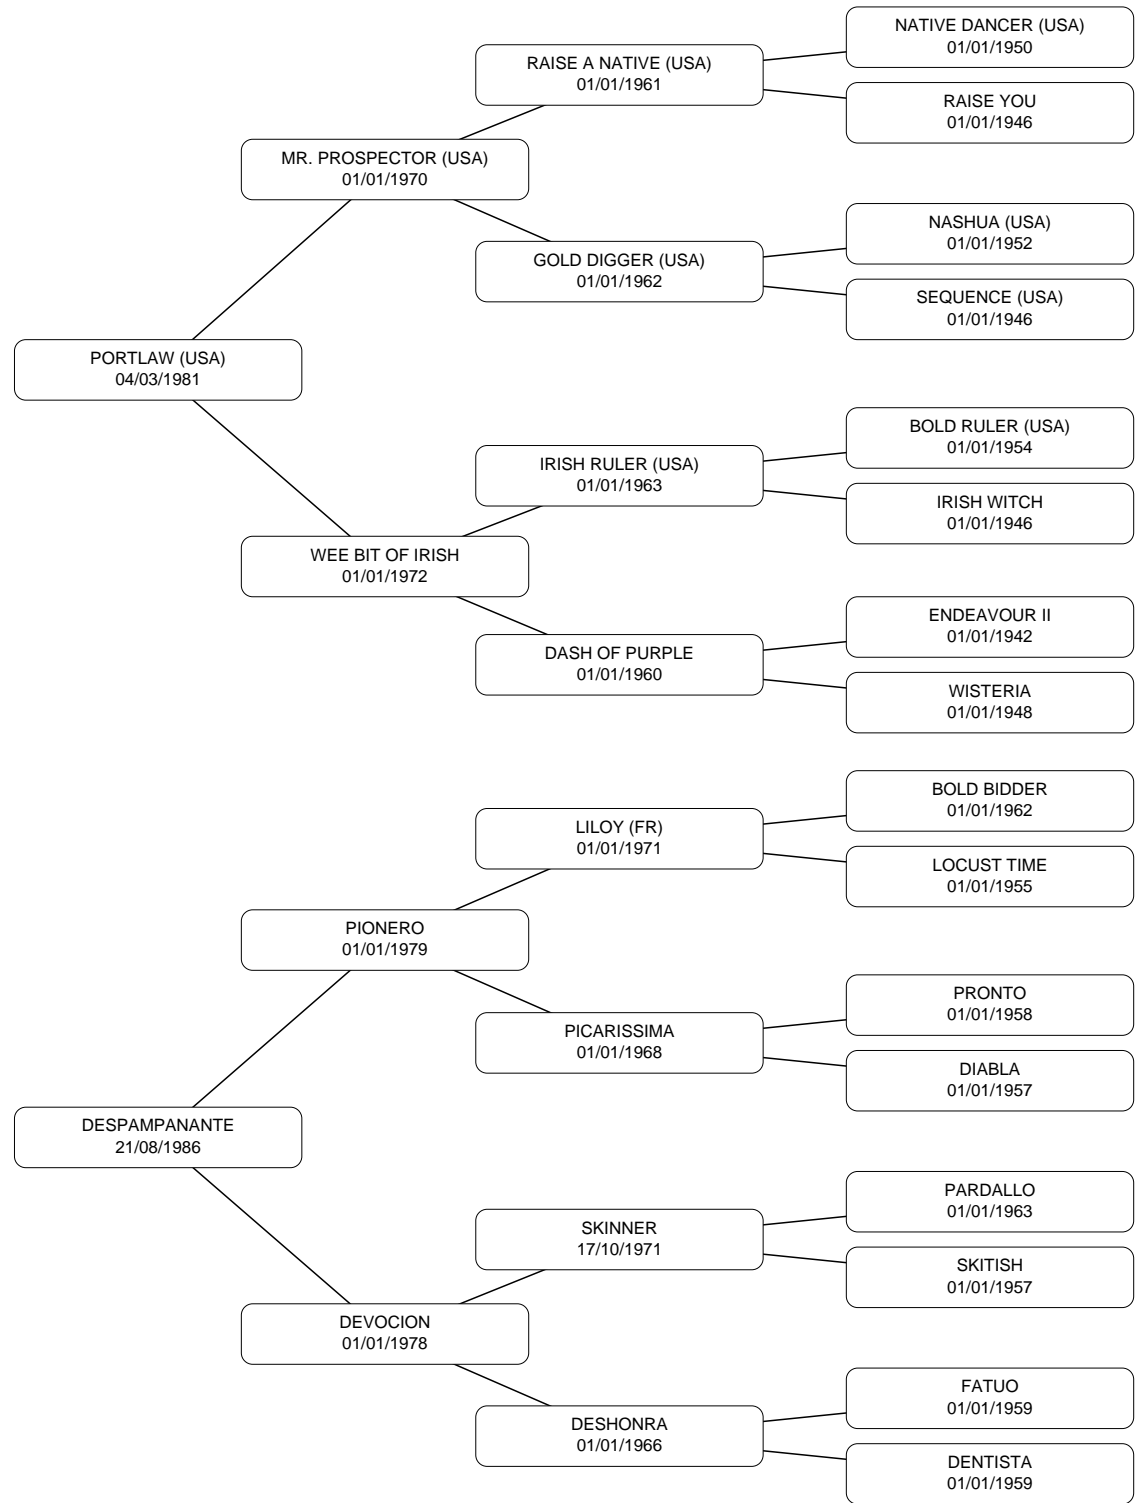 NATIVE DANCER (USA)
01/01/1950
RAISE A NATIVE (USA)
01/01/1961
RAISE YOU
01/01/1946
MR. PROSPECTOR (USA)
01/01/1970
NASHUA (USA)
01/01/1952
GOLD DIGGER (USA)
01/01/1962
SEQUENCE (USA)
01/01/1946
PORTLAW (USA)
04/03/1981
BOLD RULER (USA)
01/01/1954
IRISH RULER (USA)
01/01/1963
IRISH WITCH
01/01/1946
WEE BIT OF IRISH
01/01/1972
ENDEAVOUR II
01/01/1942
DASH OF PURPLE
01/01/1960
WISTERIA
01/01/1948
BOLD BIDDER
01/01/1962
LILOY (FR)
01/01/1971
LOCUST TIME
01/01/1955
PIONERO
01/01/1979
PRONTO
01/01/1958
PICARISSIMA
01/01/1968
DIABLA
01/01/1957
DESPAMPANANTE
21/08/1986
PARDALLO
01/01/1963
SKINNER
17/10/1971
SKITISH
01/01/1957
DEVOCION
01/01/1978
FATUO
01/01/1959
DESHONRA
01/01/1966
DENTISTA
01/01/1959